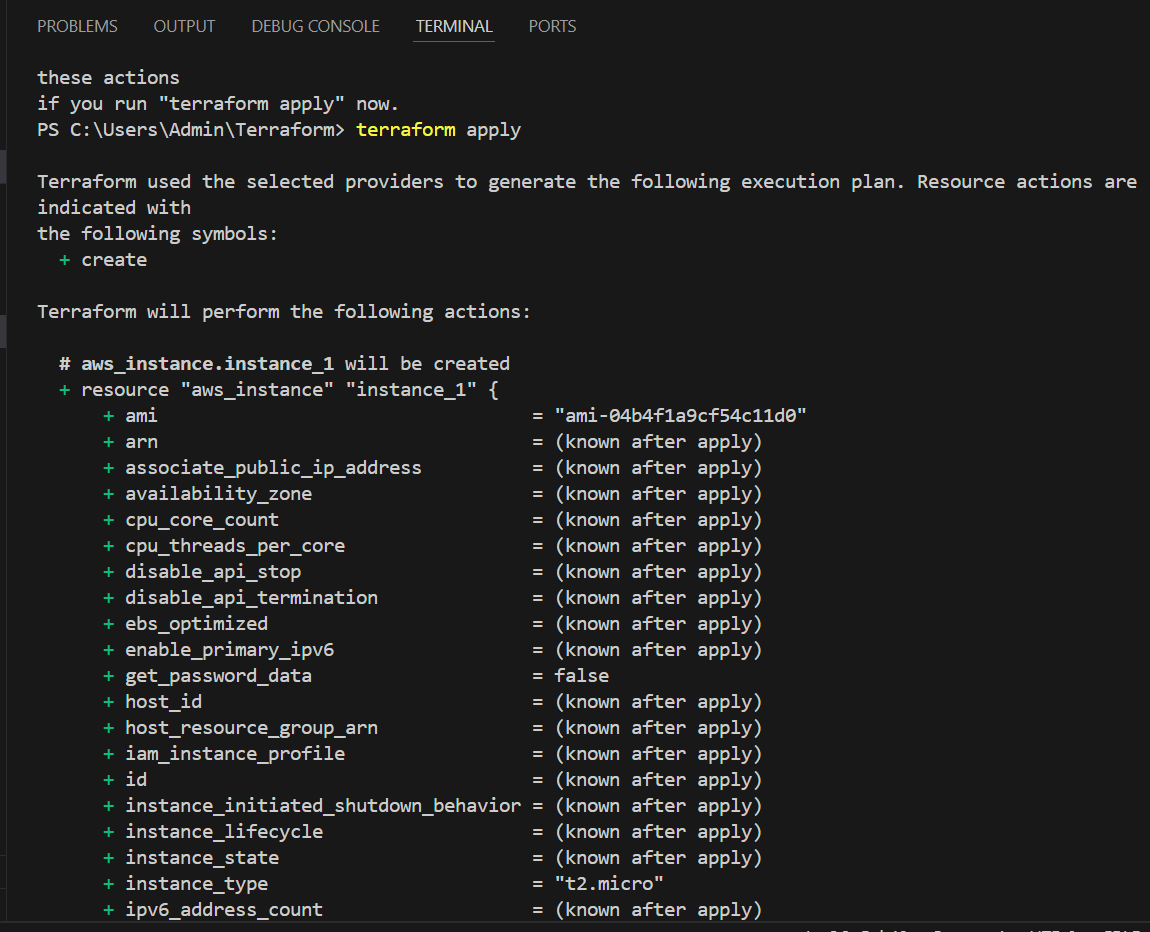 PROBLEMS OUTPUT DEBUG CONSOLE TERMINAL PORTS
these actions
if you run "terraform apply" now.
PS C:\Users\Admin\Terraform> terraform apply
Terraform used the selected providers to generate the following execution plan. Resource actions are
indicated with
the following symbols:
+ create
Terraform will perform the following actions:
# aws_instance.instance_1 will be created
+ resource "aws_instance" "instance_1" {
+ ami = "ami-04b4f1a9cf54c11d0"
+ arn = (known after apply)
+ associate_public_ip_address = (known after apply)
+ availability_zone = (known after apply)
+ cpu_core_count = (known after apply)
+ cpu_threads_per_core = (known after apply)
+ disable_api_stop = (known after apply)
+ disable_api_termination = (known after apply)
+ ebs_optimized = (known after apply)
+ enable_primary_ipv6 = (known after apply)
+ get_password_data = false
+ host_id = (known after apply)
+ host_resource_group_arn = (known after apply)
+ iam_instance_profile = (known after apply)
+ id = (known after apply)
+ instance_initiated_shutdown_behavior = (known after apply)
+ instance_lifecycle = (known after apply)
+ instance_state = (known after apply)
+ instance_type = "t2.micro"
+ ipv6_address_count = (known after apply)